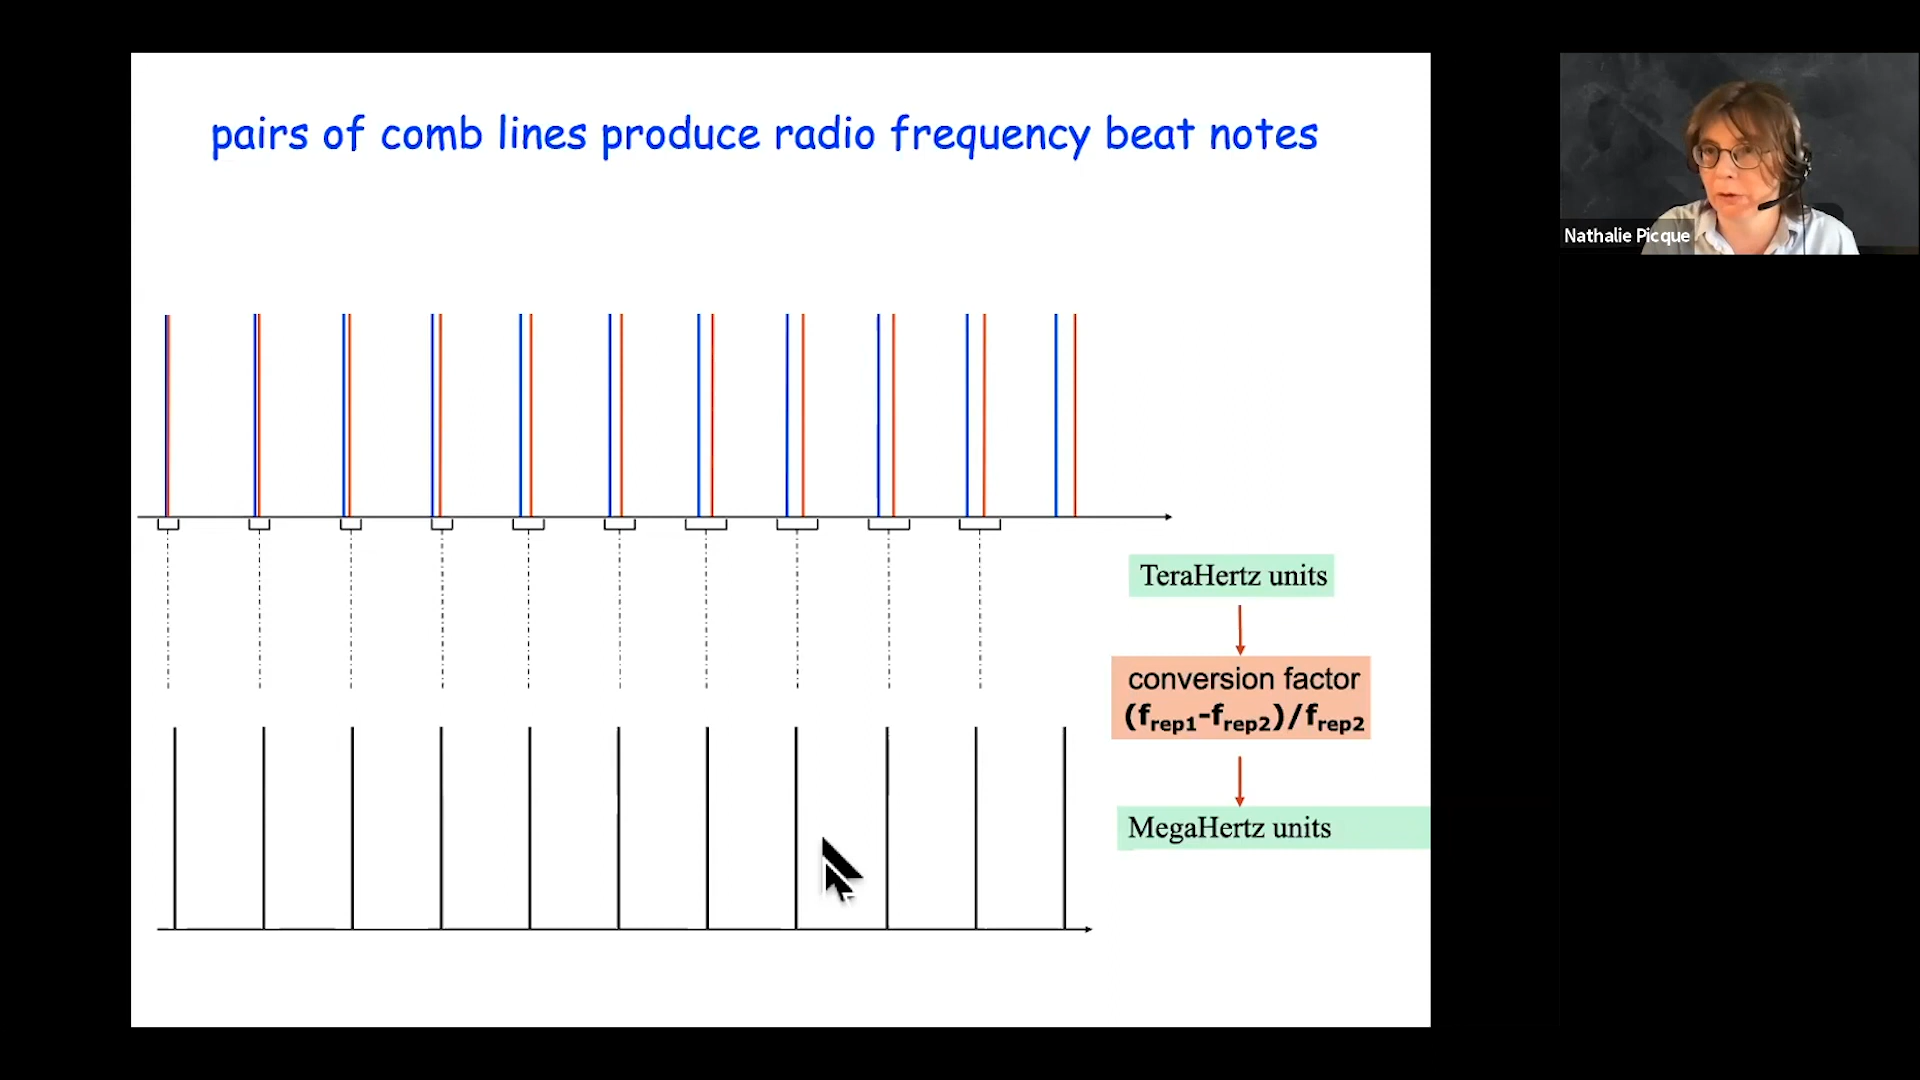 pairs of comb lines produce radio frequency beat notes
Nathalie Picque
TeraHertz units
conversion factor
(frep1-frep2)/frep2
MegaHertz units